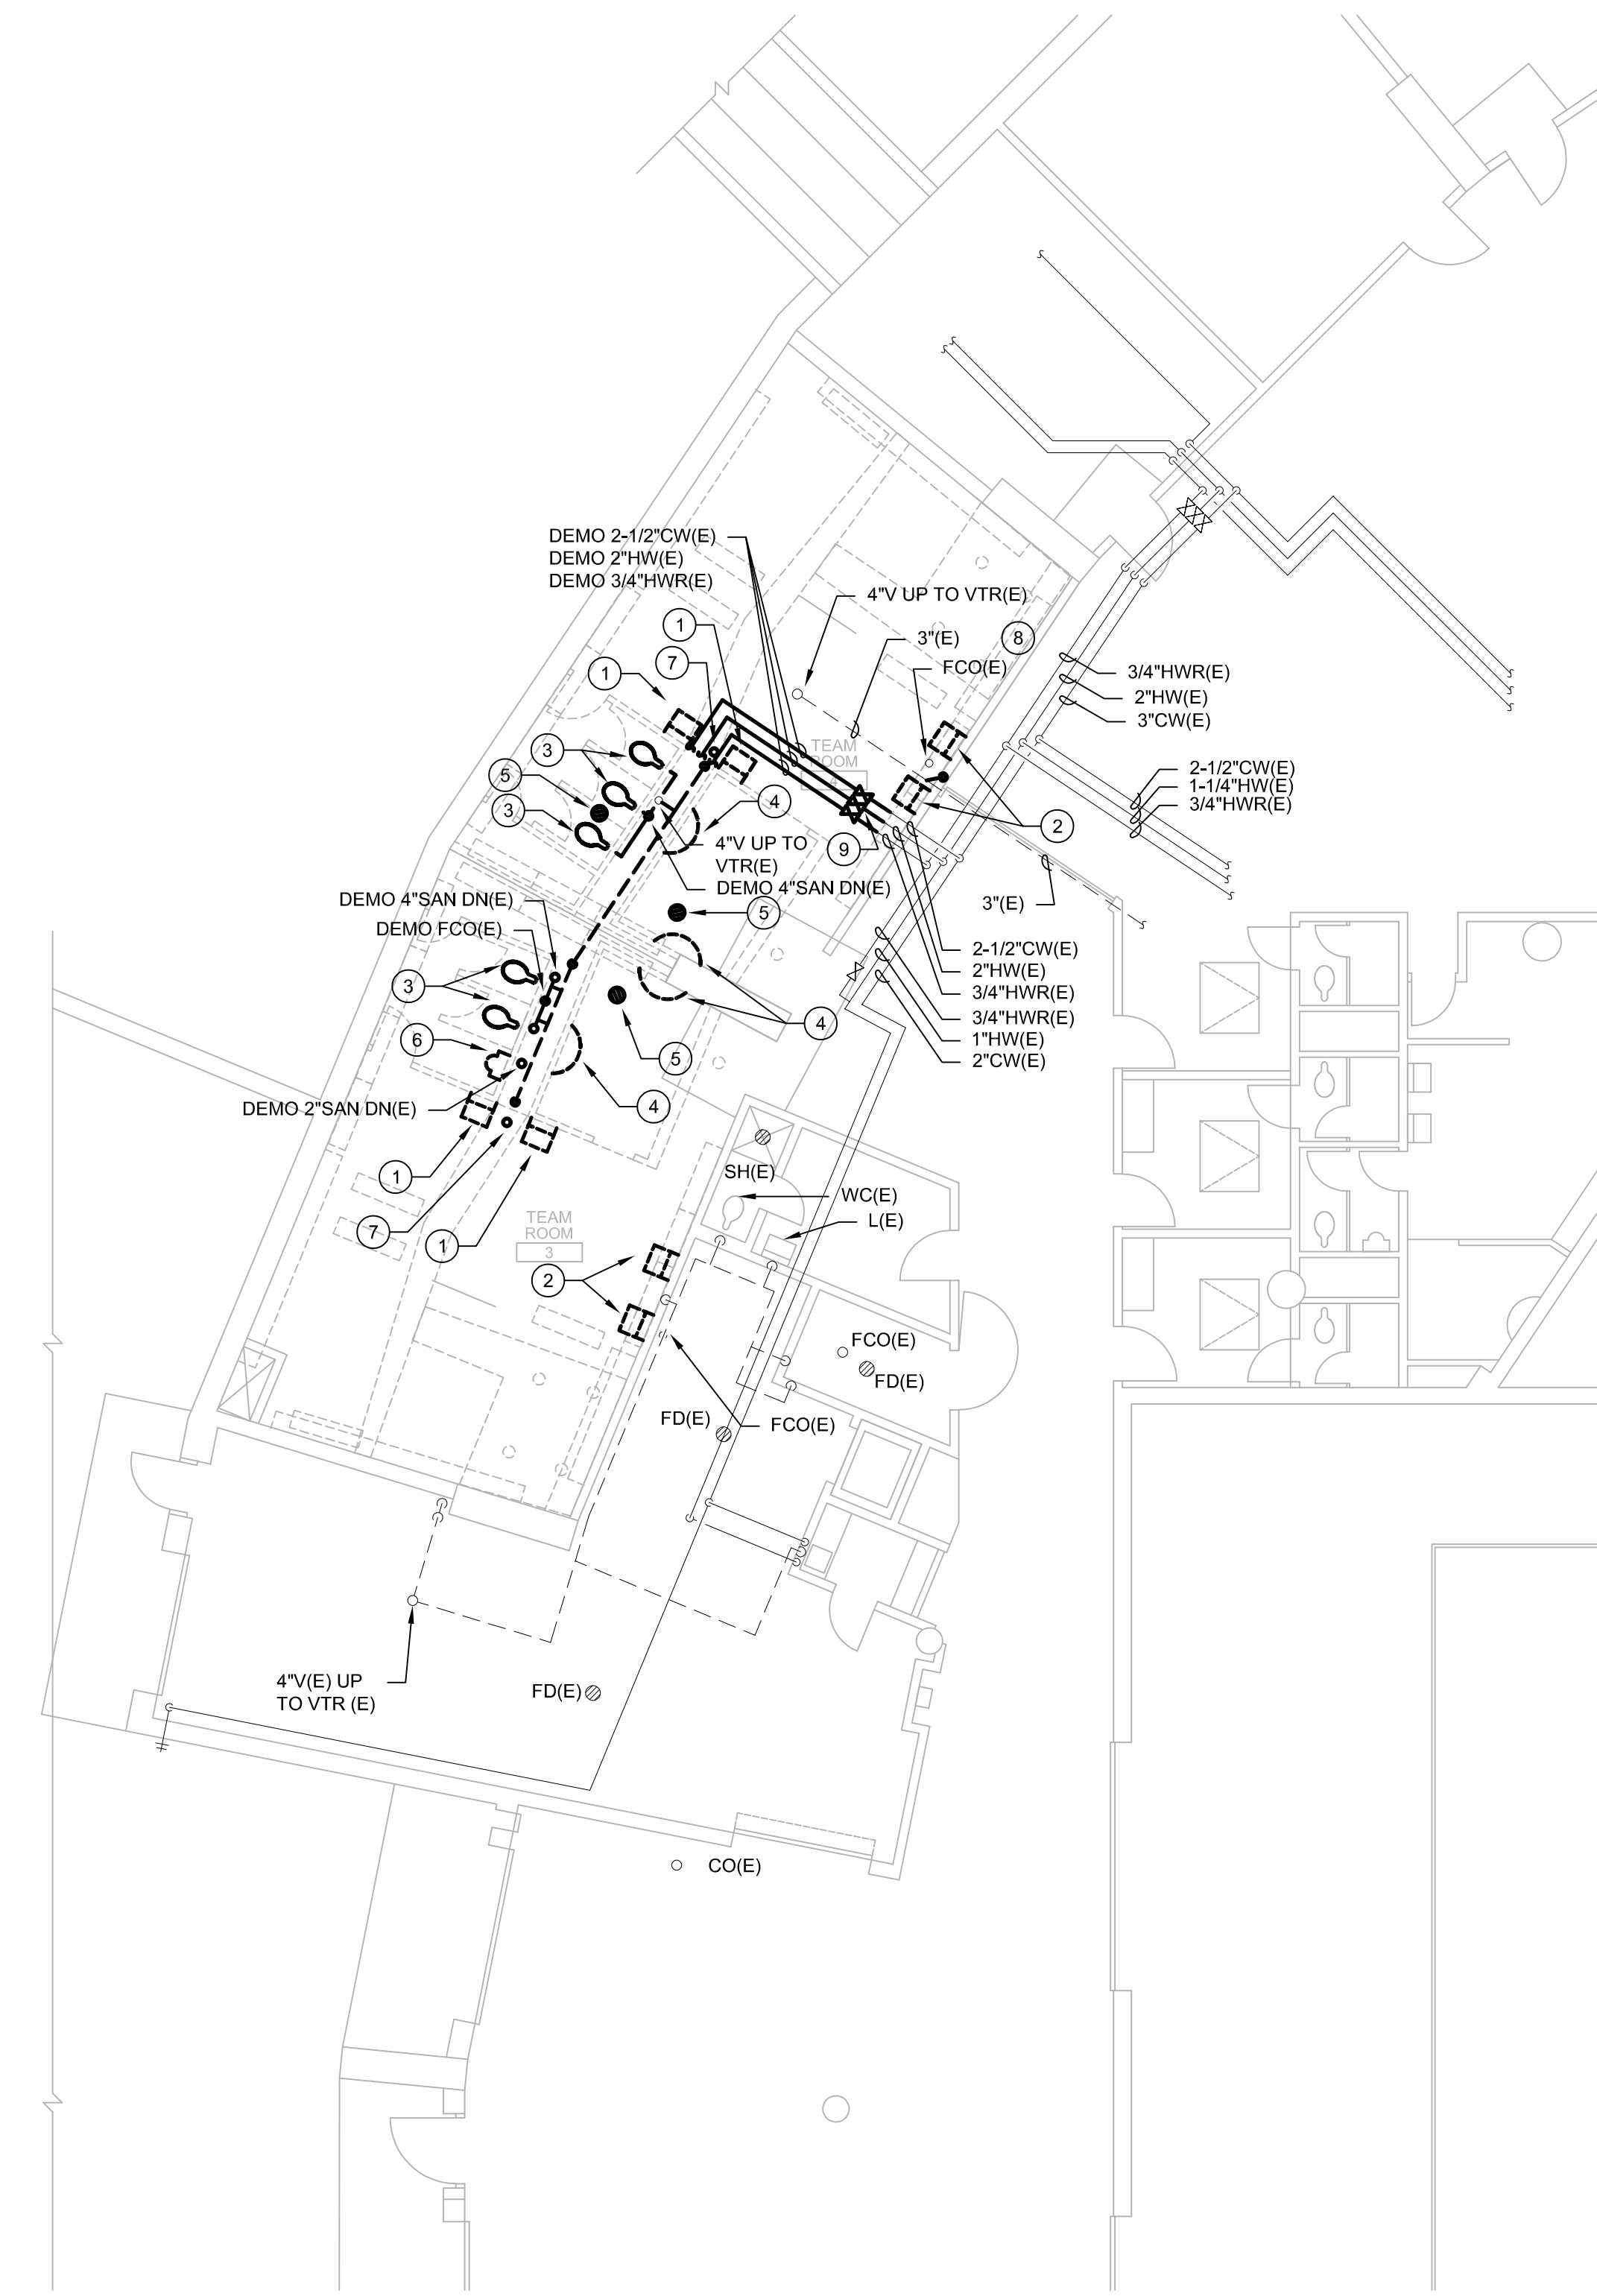 DEMO 2-1/2"CW(E)
DEMO 2"HW(E)
DEMO 3/4"HWR(E)
4"V UP TO VTR(E)
3"(E)
FCO(E)
8
1
7
1
3/4"HWR(E)
2"HW(E)
3"CW(E)
3
5
3
TEAM
ROOM
4
2-1/2"CW(E)
1-1/4"HW(E)
3/4"HWR(E)
4
2
9
4"V UP TO
VTR(E)
DEMO 4"SAN DN(E)
DEMO 4"SAN DN(E)
DEMO FCO(E)
5
3"(E)
2-1/2"CW(E)
2"HW(E)
3/4"HWR(E)
3/4"HWR(E)
1"HW(E)
2"CW(E)
3
4
6
5
DEMO 2"SAN DN(E)
4
1
7
1
SH(E)
WC(E)
L(E)
TEAM
ROOM
3
2
FCO(E)
FD(E)
FD(E)
FCO(E)
4"V(E) UP
TO VTR (E)
FD(E)
CO(E)